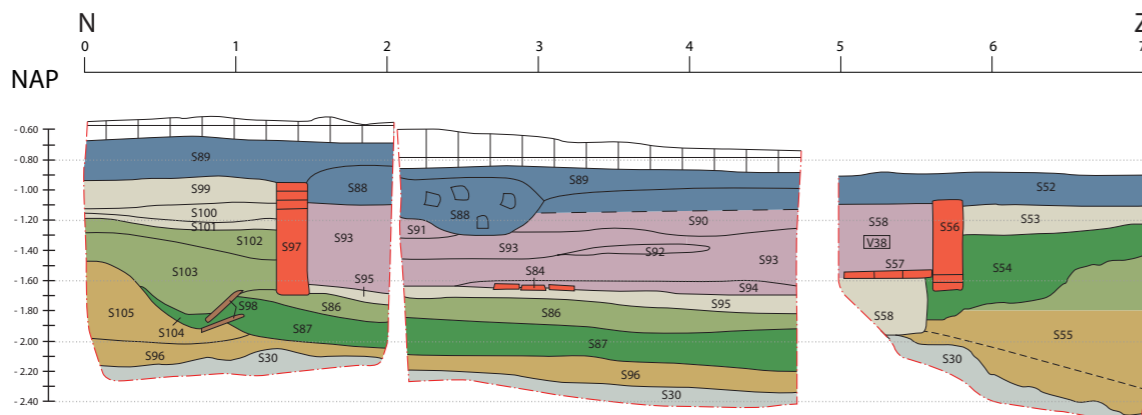 N Z
0 1 2 3 4 5 6 7
NAP
- 0.60
- 0.80
- 1.00
- 1.20
- 1.40
- 1.60
- 1.80
- 2.00
- 2.20
- 2.40
S89
S99
S88
S100
S101
S102
S97
S93
S103
S95
S98
S86
S105
S104
S87
S96
S30
S89
S88
S91
S90
S93
S92
S93
S84
S94
S95
S86
S87
S96
S30
S52
S58
S56
S53
V38
S57
S54
S58
S55
S30